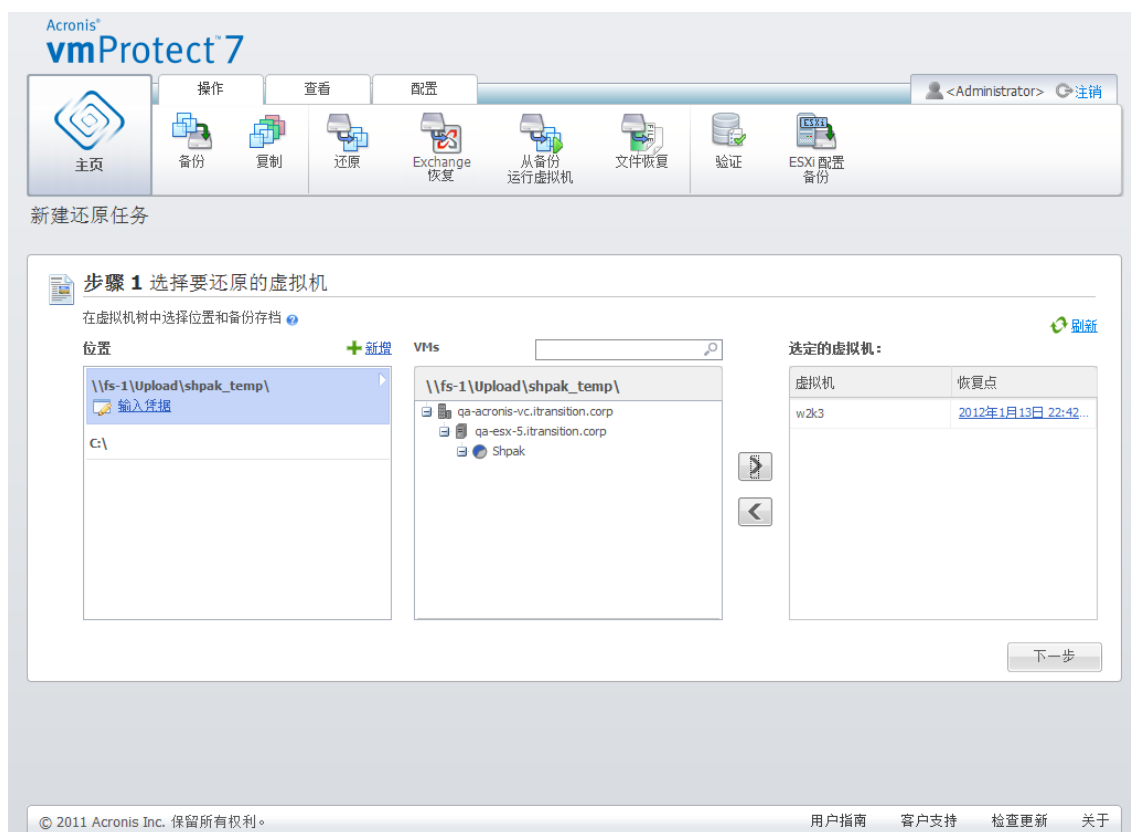 Acronis®
vmProtect™ 7
操作 查看 配置
<Administrator> 注销
主页
备份
复制
还原
Exchange
恢复
从备份
运行虚拟机
文件恢复
验证
ESXi
ESXi 配置
备份
新建还原任务
步骤 1 选择要还原的虚拟机
在虚拟机树中选择位置和备份存档
刷新
位置
新增
\\fs-1\Upload\shpak_temp\
输入凭据
C:\
VMs
\\fs-1\Upload\shpak_temp\
qa-acronis-vc.itransition.corp
qa-esx-5.itransition.corp
Shpak
选定的虚拟机：
虚拟机 恢复点
w2k3 2012年1月13日 22:42...
下一步
© 2011 Acronis Inc. 保留所有权利。
用户指南 客户支持 检查更新 关于